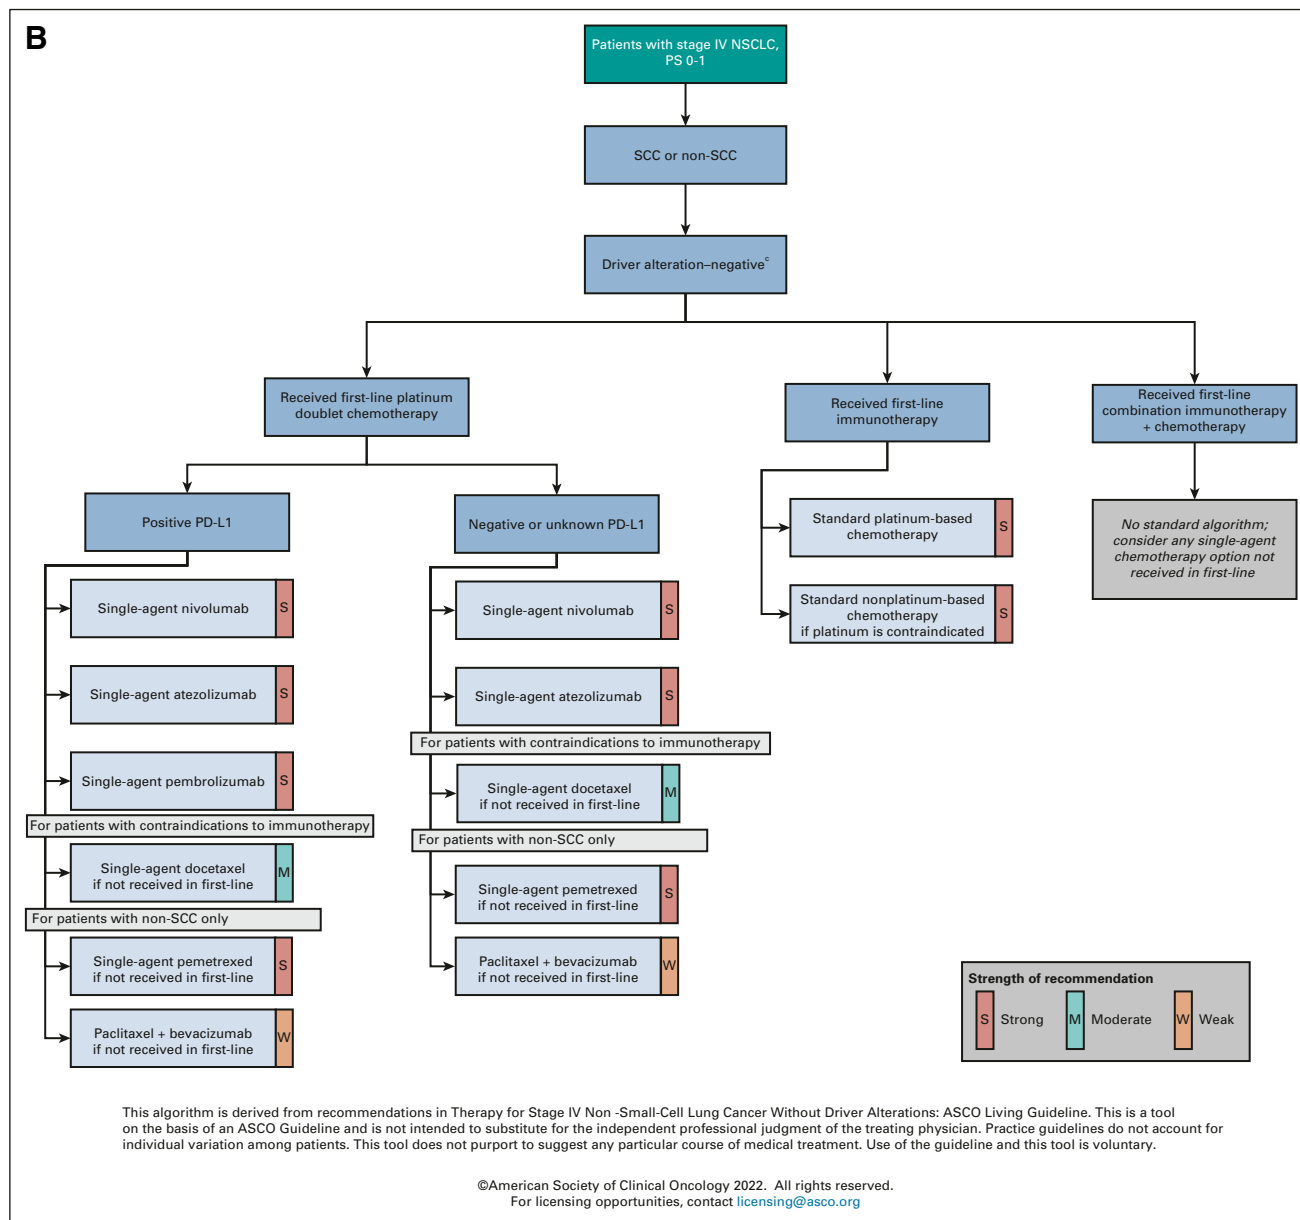 B
Patients with stage IV NSCLC,
PS 0-1
SCC or non-SCC
Driver alteration–negativeᶜ
Received first-line platinum
doublet chemotherapy
Received first-line
immunotherapy
Received first-line
combination immunotherapy
+ chemotherapy
Positive PD-L1
Single-agent nivolumab
S
Single-agent atezolizumab
S
Single-agent pembrolizumab
S
For patients with contraindications to immunotherapy
Single-agent docetaxel
if not received in first-line
M
For patients with non-SCC only
Single-agent pemetrexed
if not received in first-line
S
Paclitaxel + bevacizumab
if not received in first-line
W
Negative or unknown PD-L1
Single-agent nivolumab
S
Single-agent atezolizumab
S
For patients with contraindications to immunotherapy
Single-agent docetaxel
if not received in first-line
M
For patients with non-SCC only
Single-agent pemetrexed
if not received in first-line
S
Paclitaxel + bevacizumab
if not received in first-line
W
Standard platinum-based
chemotherapy
S
Standard nonplatinum-based
chemotherapy
if platinum is contraindicated
S
No standard algorithm;
consider any single-agent
chemotherapy option not
received in first-line
Strength of recommendation
S Strong
M Moderate
W Weak
This algorithm is derived from recommendations in Therapy for Stage IV Non -Small-Cell Lung Cancer Without Driver Alterations: ASCO Living Guideline. This is a tool
on the basis of an ASCO Guideline and is not intended to substitute for the independent professional judgment of the treating physician. Practice guidelines do not account for
individual variation among patients. This tool does not purport to suggest any particular course of medical treatment. Use of the guideline and this tool is voluntary.
©American Society of Clinical Oncology 2022. All rights reserved.
For licensing opportunities, contact licensing@asco.org